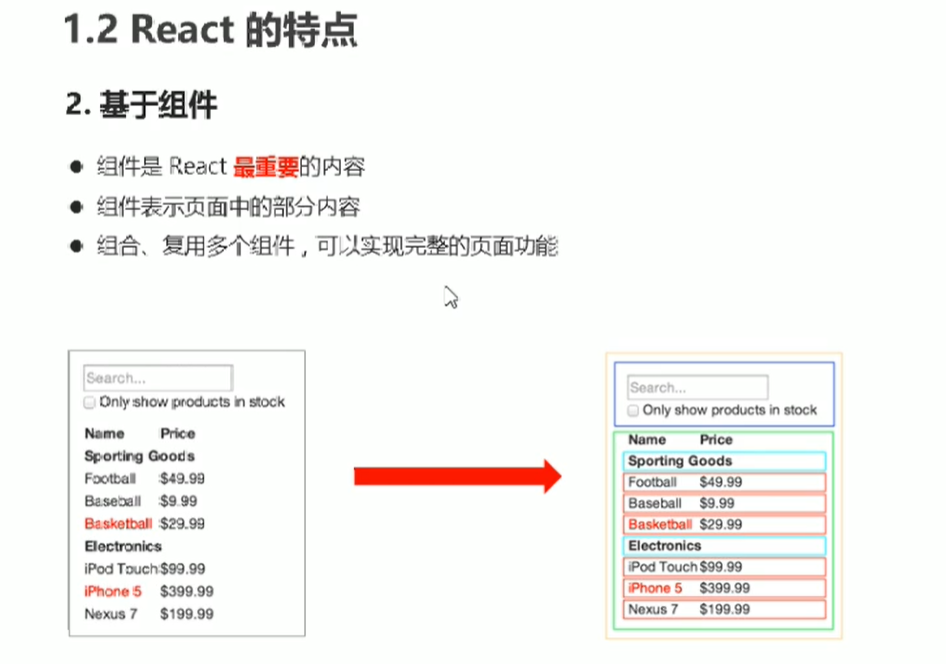 1.2 React 的特点
2. 基于组件
● 组件是 React 最重要的内容
● 组件表示页面中的部分内容
● 组合、复用多个组件，可以实现完整的页面功能
Search...
Only show products in stock
Name Price
Sporting Goods
Football $49.99
Baseball $9.99
Basketball $29.99
Electronics
iPod Touch $99.99
iPhone 5 $399.99
Nexus 7 $199.99
Search...
Only show products in stock
Name Price
Sporting Goods
Football $49.99
Baseball $9.99
Basketball $29.99
Electronics
iPod Touch $99.99
iPhone 5 $399.99
Nexus 7 $199.99